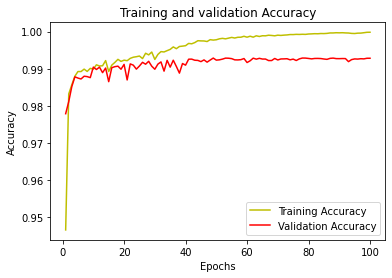 Training and validation Accuracy
1.00
0.99
0.98
0.97
0.96
0.95
Accuracy
0
20
40
60
80
100
Epochs
Training Accuracy
Validation Accuracy